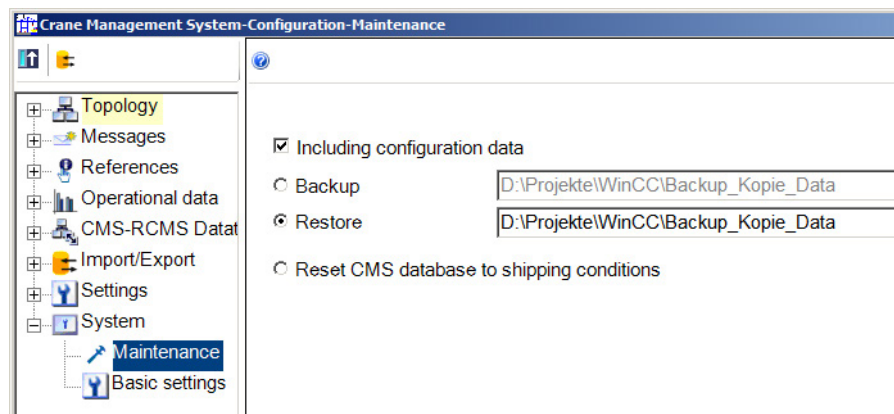 Crane Management System-Configuration-Maintenance
Topology
Messages
References
Operational data
CMS-RCMS Datat
Import/Export
Settings
System
Maintenance
Basic settings
Including configuration data
Backup D:\Projekte\WinCC\Backup_Kopie_Data
Restore D:\Projekte\WinCC\Backup_Kopie_Data
Reset CMS database to shipping conditions